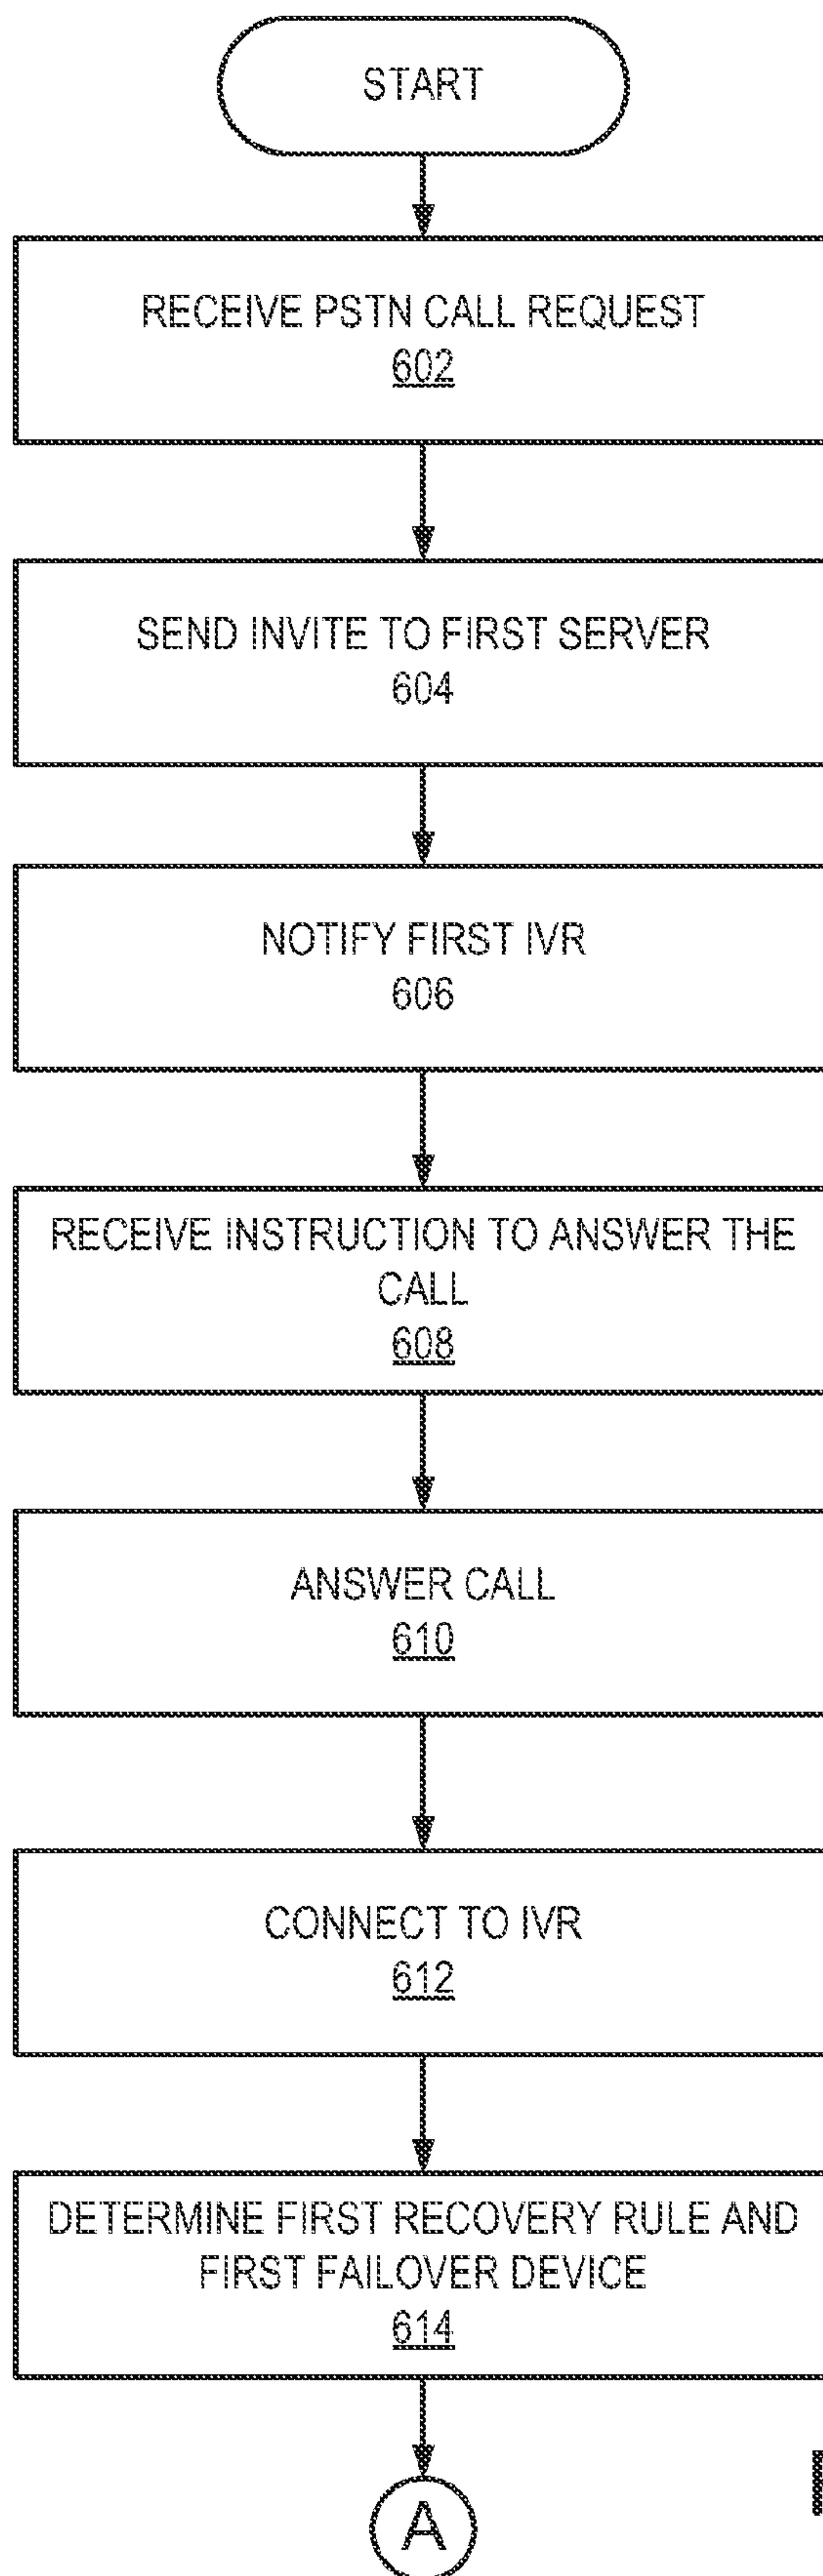 START
RECEIVE PSTN CALL REQUEST
602
SEND INVITE TO FIRST SERVER
604
NOTIFY FIRST IVR
606
RECEIVE INSTRUCTION TO ANSWER THE
CALL
608
ANSWER CALL
610
CONNECT TO IVR
612
DETERMINE FIRST RECOVERY RULE AND
FIRST FAILOVER DEVICE
614
A